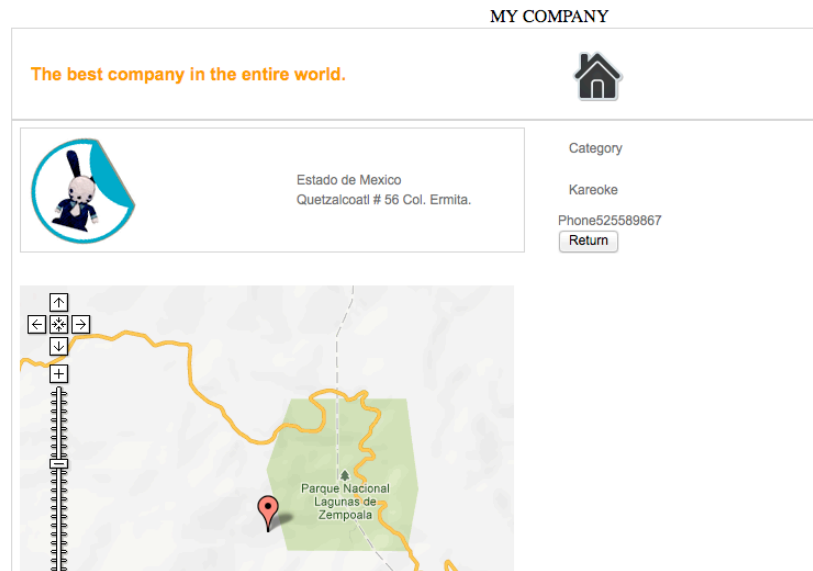 MY COMPANY
The best company in the entire world.
Estado de Mexico
Quetzalcoatl # 56 Col. Ermita.
Category
Kareoke
Phone525589867
Return
Parque Nacional
Lagunas de
Zempoala